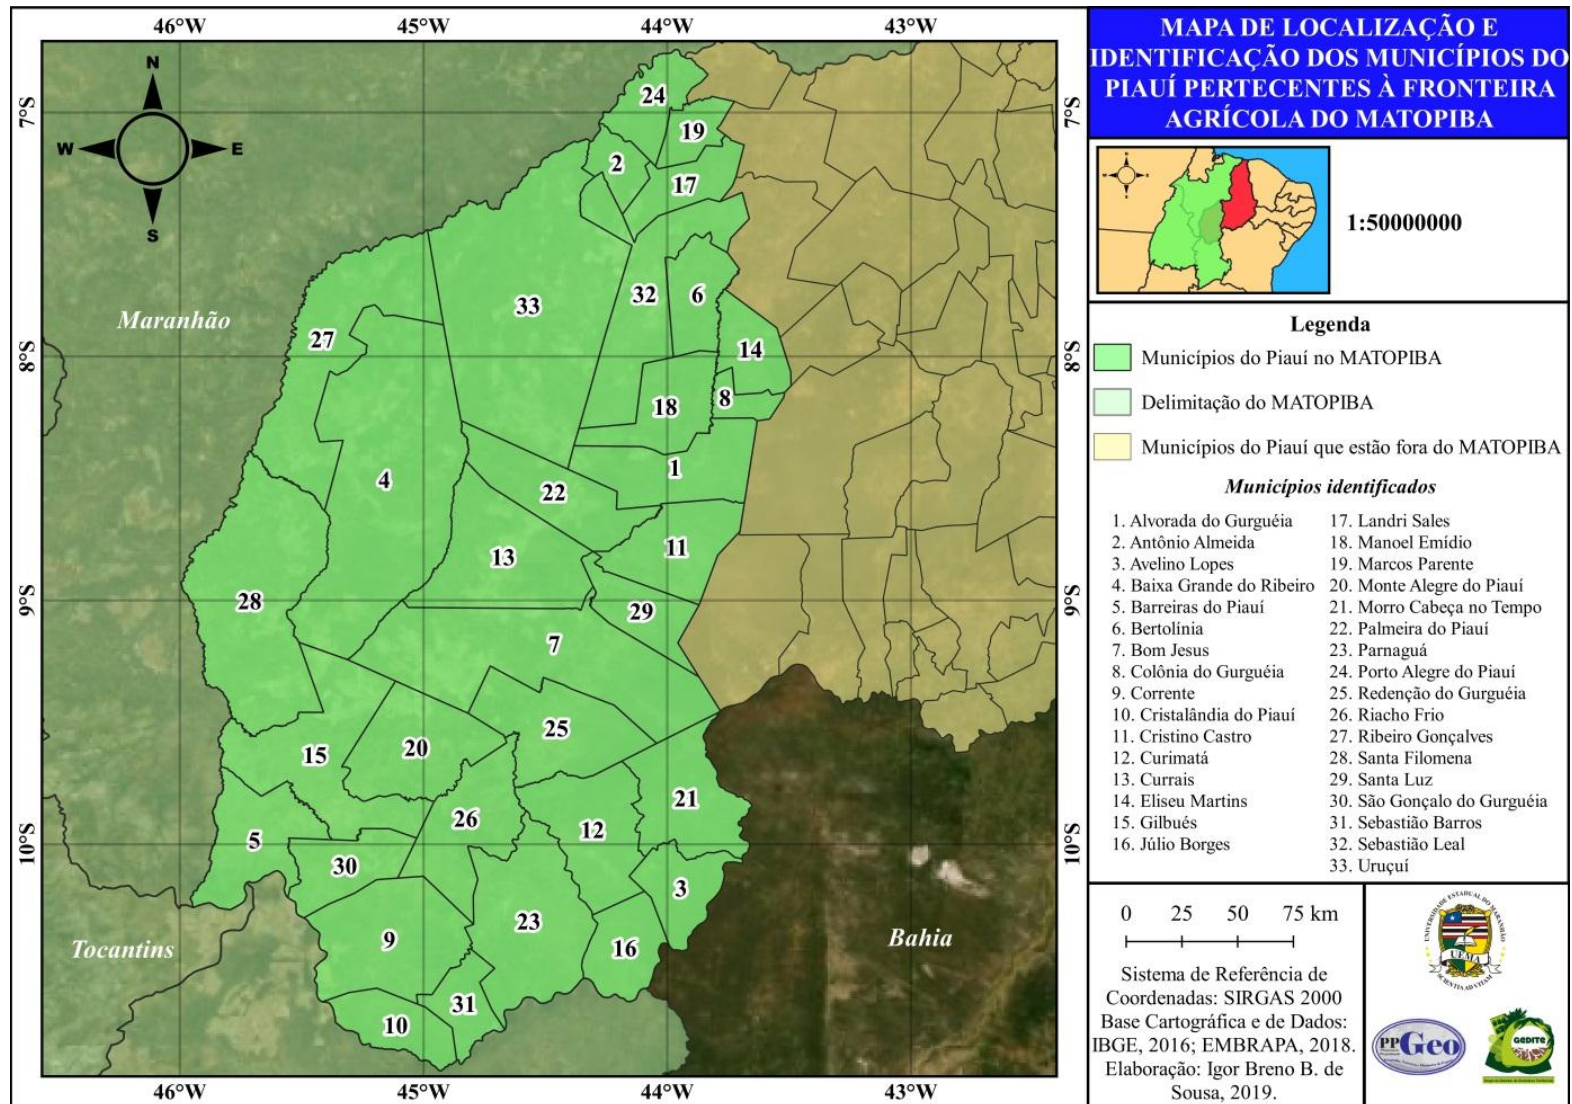 MAPA DE LOCALIZAÇÃO E
IDENTIFICAÇÃO DOS MUNICÍPIOS DO
PIAUÍ PERTECENTES À FRONTEIRA
AGRÍCOLA DO MATOPIBA
1:50000000
Legenda
Municípios do Piauí no MATOPIBA
Delimitação do MATOPIBA
Municípios do Piauí que estão fora do MATOPIBA
Municípios identificados
1. Alvorada do Gurguéia
2. Antônio Almeida
3. Avelino Lopes
4. Baixa Grande do Ribeiro
5. Barreiras do Piauí
6. Bertolínia
7. Bom Jesus
8. Colônia do Gurguéia
9. Corrente
10. Cristalândia do Piauí
11. Cristino Castro
12. Curimatá
13. Currais
14. Eliseu Martins
15. Gilbués
16. Júlio Borges
17. Landri Sales
18. Manoel Emídio
19. Marcos Parente
20. Monte Alegre do Piauí
21. Morro Cabeça no Tempo
22. Palmeira do Piauí
23. Parnaguá
24. Porto Alegre do Piauí
25. Redenção do Gurguéia
26. Riacho Frio
27. Ribeiro Gonçalves
28. Santa Filomena
29. Santa Luz
30. São Gonçalo do Gurguéia
31. Sebastião Barros
32. Sebastião Leal
33. Uruçuí
0 25 50 75 km
Sistema de Referência de
Coordenadas: SIRGAS 2000
Base Cartográfica e de Dados:
IBGE, 2016; EMBRAPA, 2018.
Elaboração: Igor Breno B. de
Sousa, 2019.
UNIVERSIDADE ESTADUAL DO MARANHÃO
UEMA
SCIENTIA AD VITAM
PPGeo
GEDITE
46°W 45°W 44°W 43°W
7°S 7°S
8°S 8°S
9°S 9°S
10°S 10°S
46°W 45°W 44°W 43°W
N
W E
S
Maranhão
Tocantins
Bahia
24
19
2
17
32
6
33
27
14
8
18
1
4
22
13
11
28
29
7
25
15
20
21
26
12
5
30
3
23
9
16
31
10